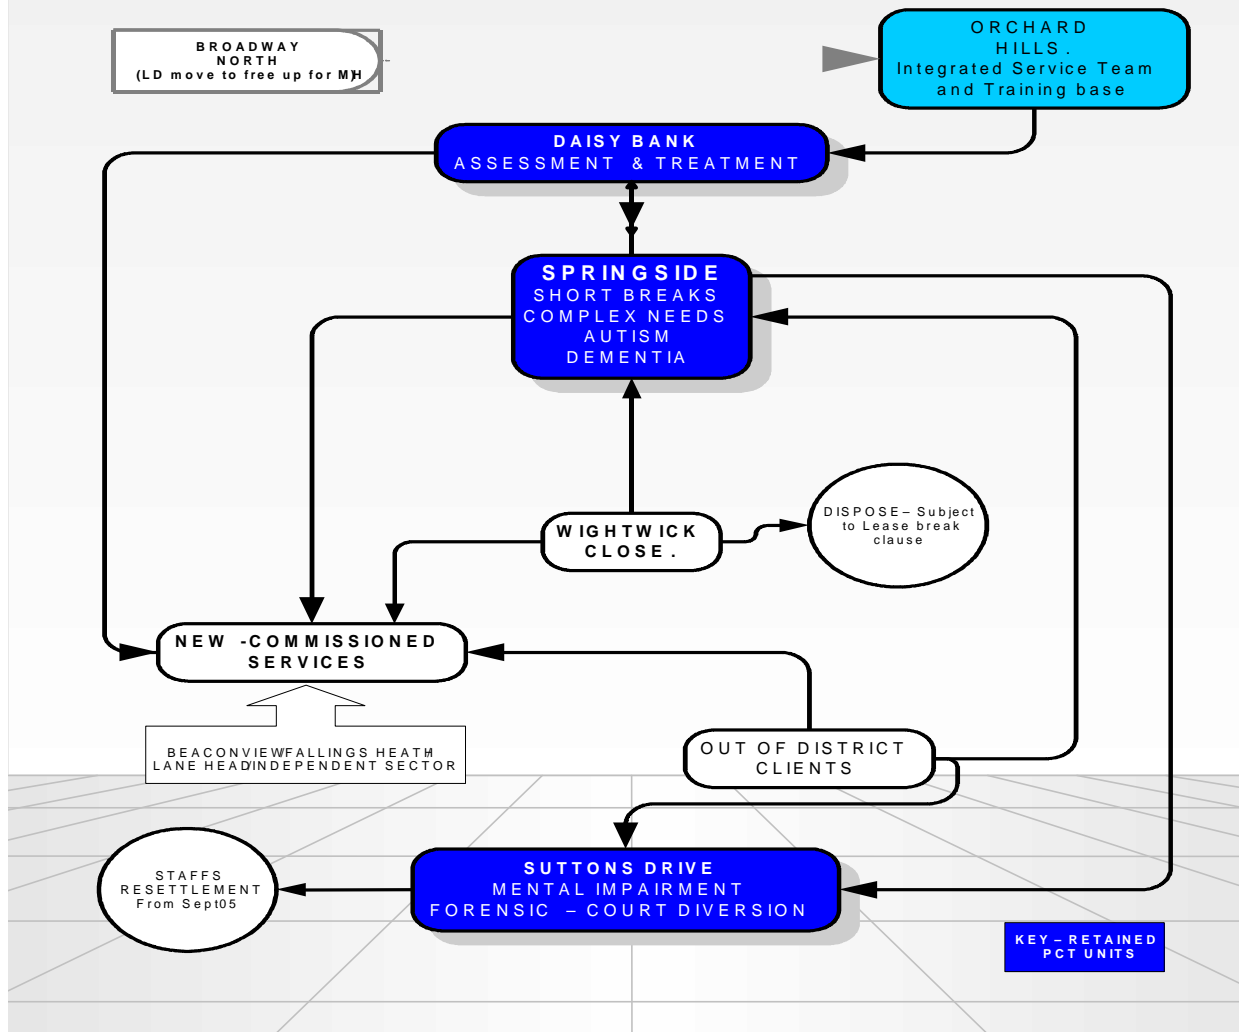 BROADWAY
NORTH
(LD move to free up for MH)
ORCHARD
HILLS.
Integrated Service Team
and Training base
DAISY BANK
ASSESSMENT & TREATMENT
SPRINGSIDE
SHORT BREAKS
COMPLEX NEEDS
AUTISM
DEMENTIA
WIGHTWICK
CLOSE.
DISPOSE – Subject
to Lease break
clause
NEW -COMMISSIONED
SERVICES
BEACONVIEW/FALLINGS HEATH/
LANE HEAD/INDEPENDENT SECTOR
OUT OF DISTRICT
CLIENTS
STAFFS
RESETTLEMENT
From Sept05
SUTTONS DRIVE
MENTAL IMPAIRMENT
FORENSIC – COURT DIVERSION
KEY – RETAINED
PCT UNITS